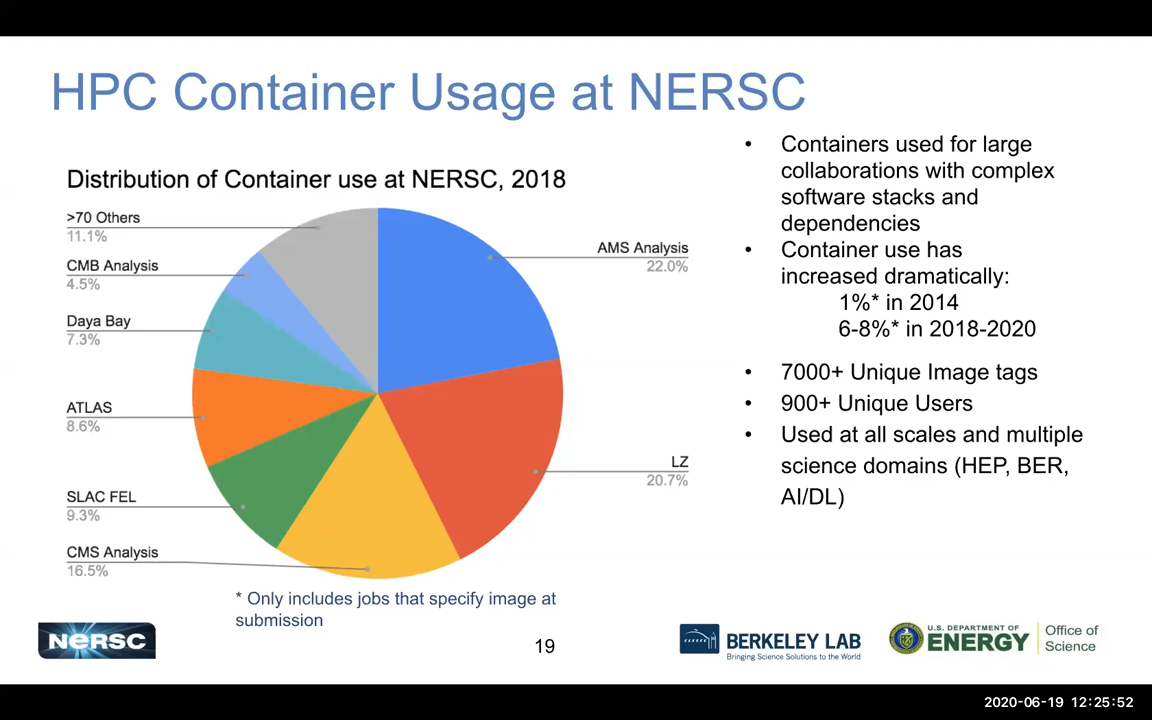 HPC Container Usage at NERSC
Distribution of Container use at NERSC, 2018
>70 Others
11.1%
CMB Analysis
4.5%
Daya Bay
7.3%
ATLAS
8.6%
SLAC FEL
9.3%
CMS Analysis
16.5%
AMS Analysis
22.0%
LZ
20.7%
* Only includes jobs that specify image at
submission
• Containers used for large
collaborations with complex
software stacks and
dependencies
• Container use has
increased dramatically:
1%* in 2014
6-8%* in 2018-2020
• 7000+ Unique Image tags
• 900+ Unique Users
• Used at all scales and multiple
science domains (HEP, BER,
AI/DL)
NERSC
19
BERKELEY LAB
Bringing Science Solutions to the World
U.S. DEPARTMENT OF
ENERGY
Office of
Science
2020-06-19 12:25:52